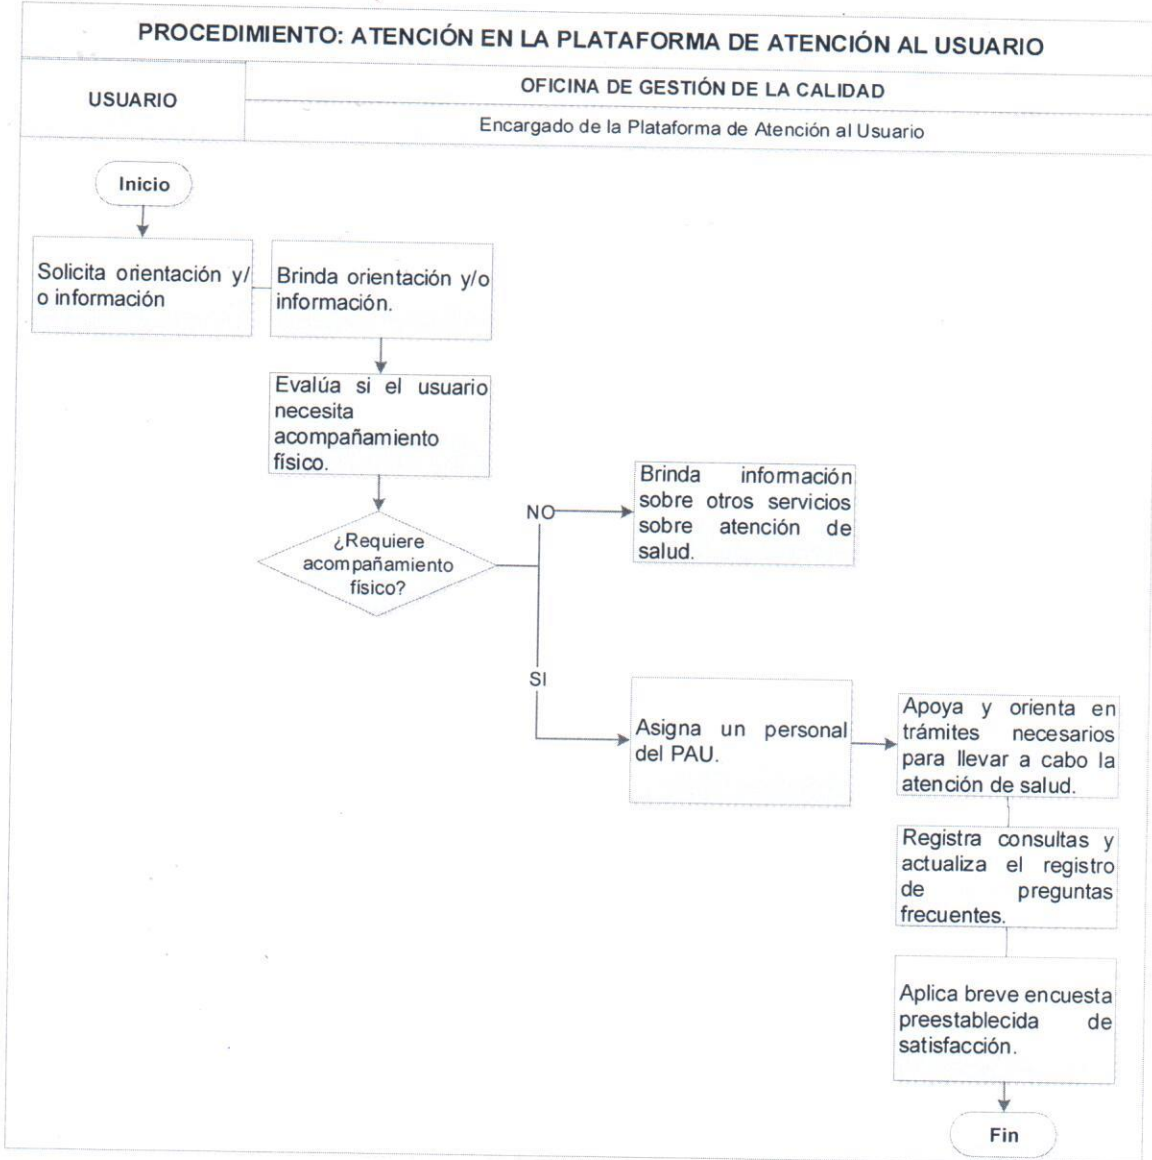 PROCEDIMIENTO: ATENCIÓN EN LA PLATAFORMA DE ATENCIÓN AL USUARIO
USUARIO
OFICINA DE GESTIÓN DE LA CALIDAD
Encargado de la Plataforma de Atención al Usuario
Inicio
Solicita orientación y/
o información
Brinda orientación y/o
información.
Evalúa si el usuario
necesita
acompañamiento
físico.
¿Requiere
acompañamiento
físico?
NO
Brinda información
sobre otros servicios
sobre atención de
salud.
SI
Asigna un personal
del PAU.
Apoya y orienta en
trámites necesarios
para llevar a cabo la
atención de salud.
Registra consultas y
actualiza el registro
de preguntas
frecuentes.
Aplica breve encuesta
preestablecida de
satisfacción.
Fin